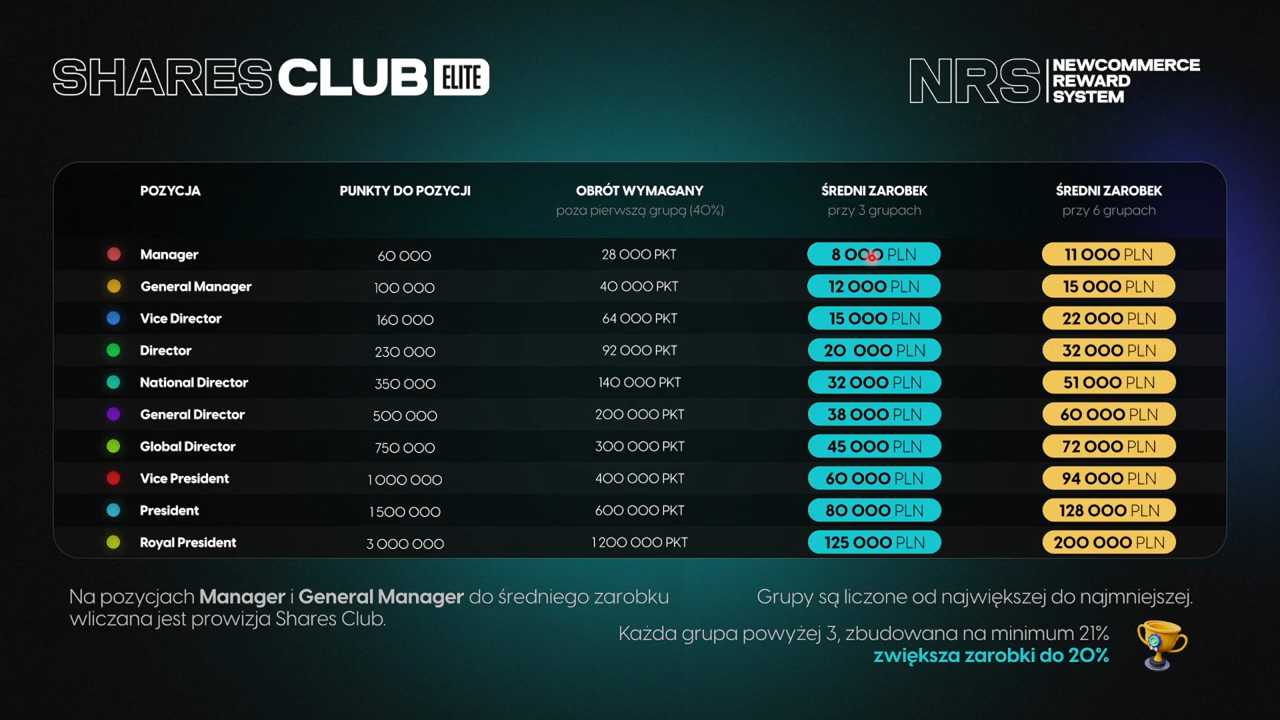 SHARES CLUB ELITE
NRS NEWCOMMERCE
REWARD
SYSTEM
POZYCJA PUNKTY DO POZYCJI OBRÓT WYMAGANY ŚREDNI ZAROBEK ŚREDNI ZAROBEK
poza pierwszą grupą (40%) przy 3 grupach przy 6 grupach
Manager 60 000 28 000 PKT 8 000 PLN 11 000 PLN
General Manager 100 000 40 000 PKT 12 000 PLN 15 000 PLN
Vice Director 160 000 64 000 PKT 15 000 PLN 22 000 PLN
Director 230 000 92 000 PKT 20 000 PLN 32 000 PLN
National Director 350 000 140 000 PKT 32 000 PLN 51 000 PLN
General Director 500 000 200 000 PKT 38 000 PLN 60 000 PLN
Global Director 750 000 300 000 PKT 45 000 PLN 72 000 PLN
Vice President 1 000 000 400 000 PKT 60 000 PLN 94 000 PLN
President 1 500 000 600 000 PKT 80 000 PLN 128 000 PLN
Royal President 3 000 000 1 200 000 PKT 125 000 PLN 200 000 PLN
Na pozycjach Manager i General Manager do średniego zarobku
wliczana jest prowizja Shares Club.
Grupy są liczone od największej do najmniejszej.
Każda grupa powyżej 3, zbudowana na minimum 21%
zwiększa zarobki do 20%